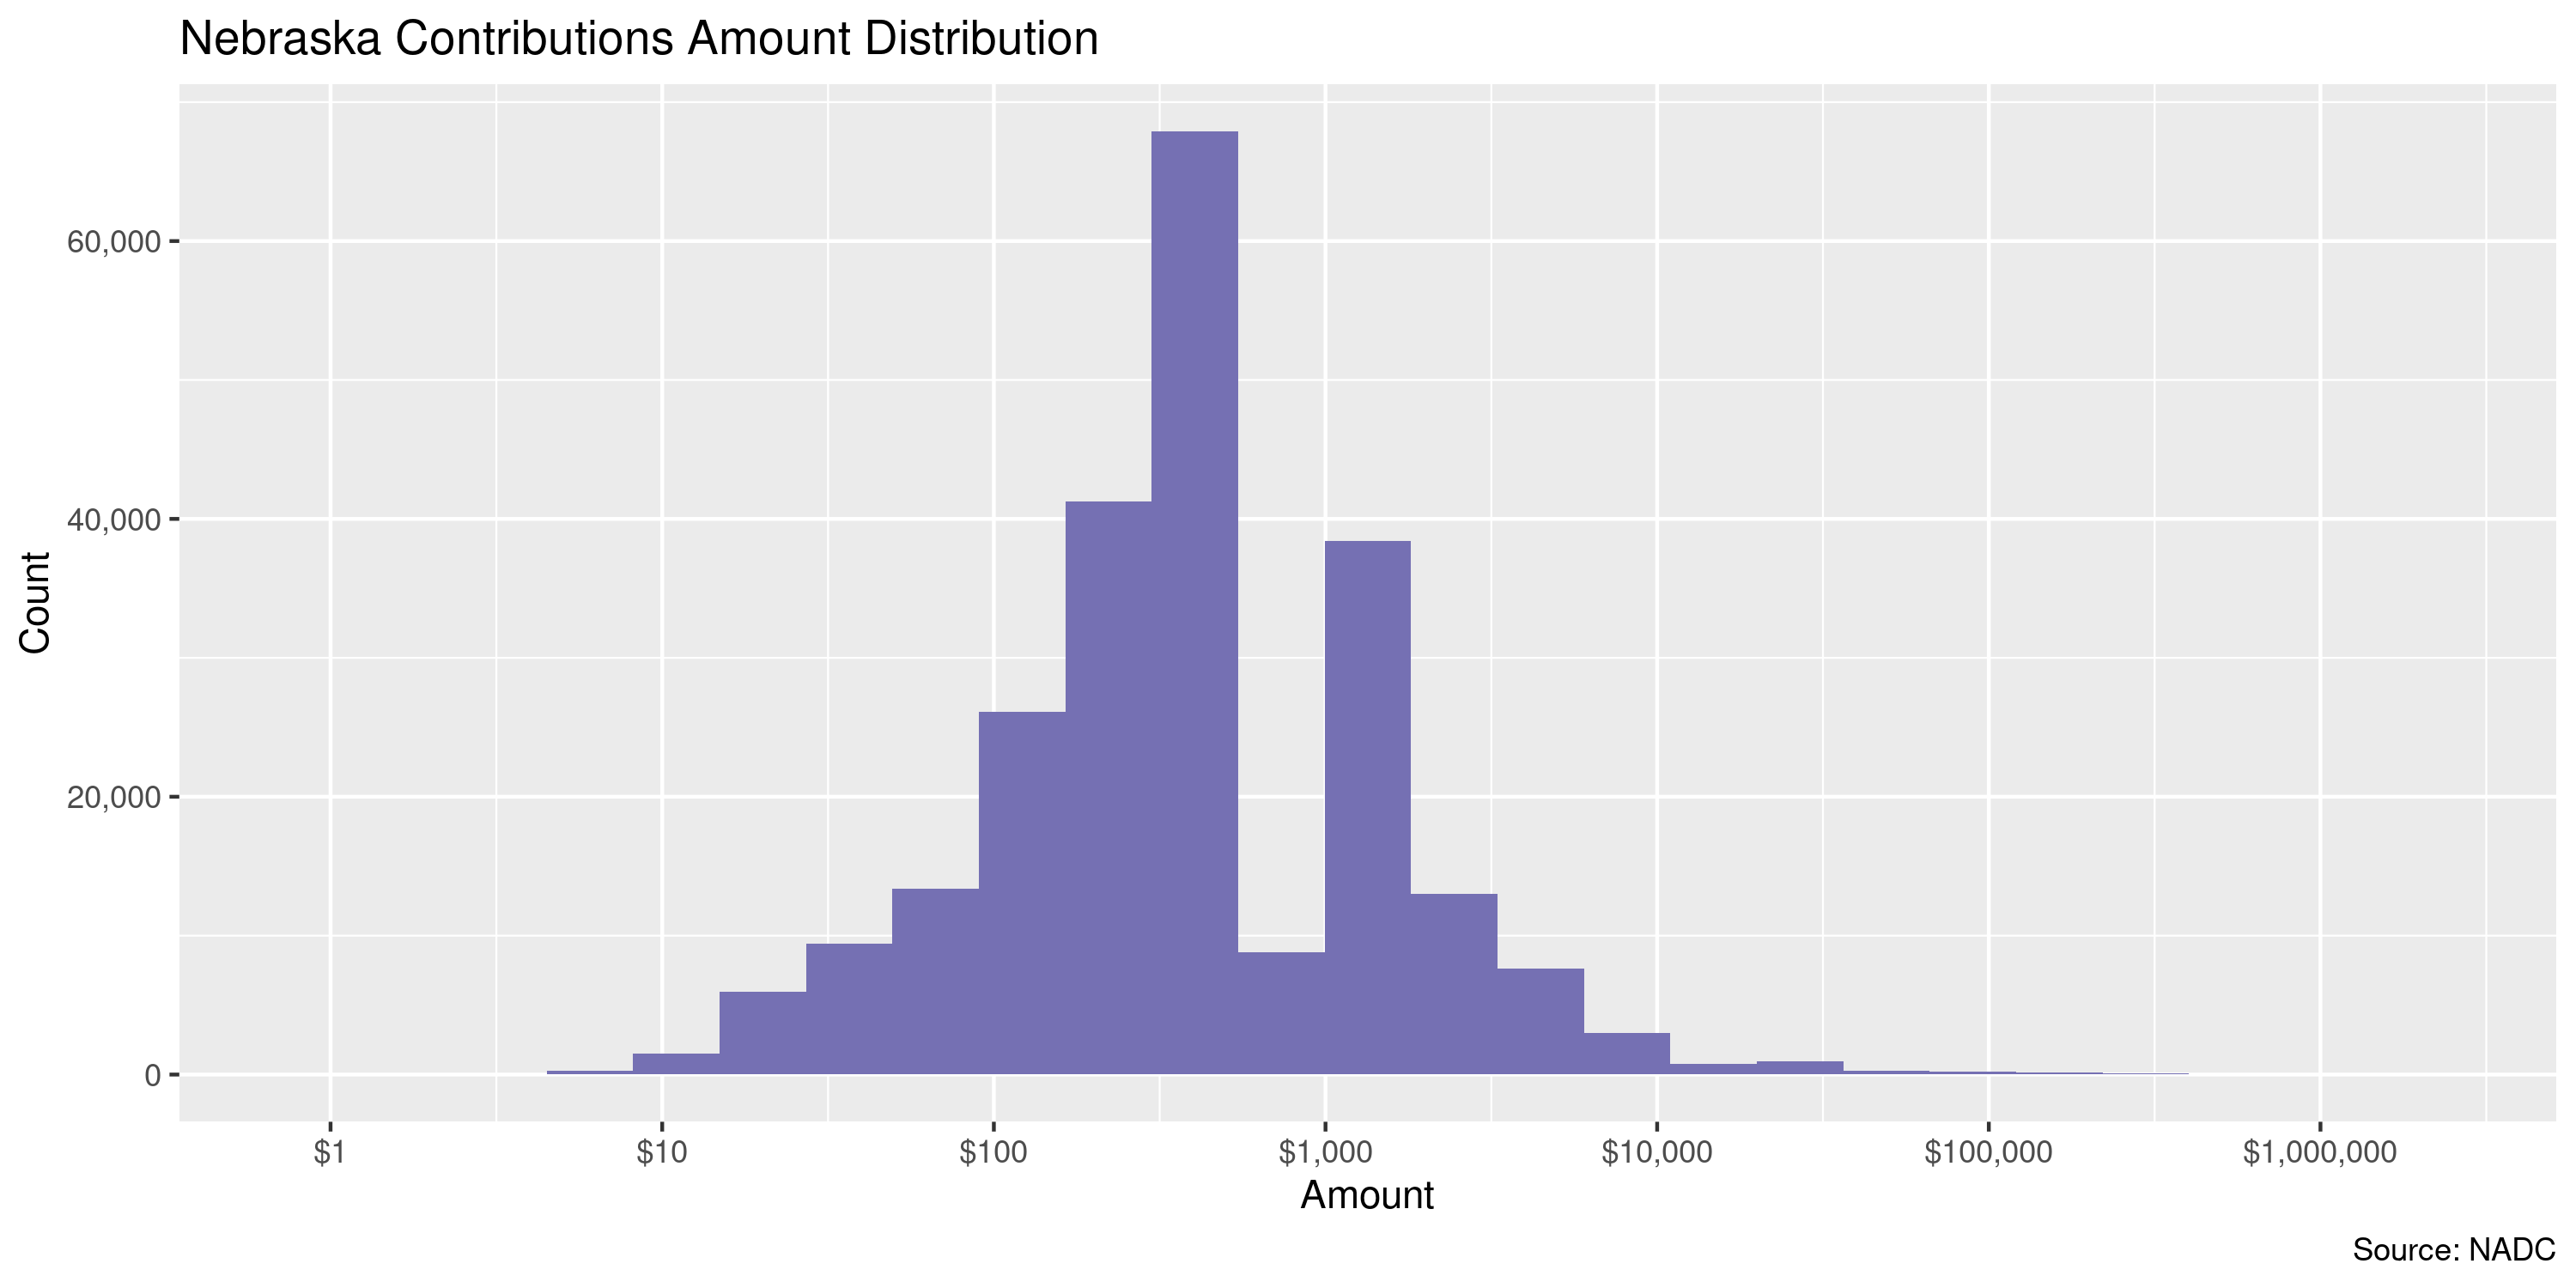 Nebraska Contributions Amount Distribution
60,000
40,000
20,000
0
Count
$1 $10 $100 $1,000 $10,000 $100,000 $1,000,000
Amount
Source: NADC